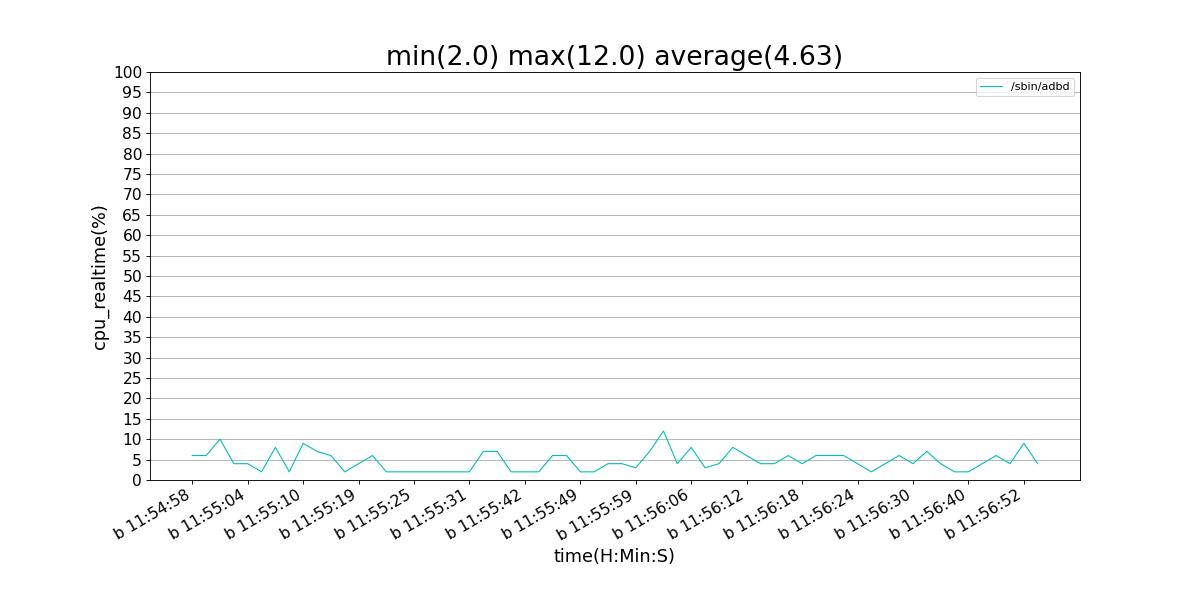 min(2.0) max(12.0) average(4.63)
/sbin/adbd
cpu_realtime(%)
100
95
90
85
80
75
70
65
60
55
50
45
40
35
30
25
20
15
10
5
0
b 11:54:58
b 11:55:04
b 11:55:10
b 11:55:19
b 11:55:25
b 11:55:31
b 11:55:42
b 11:55:49
b 11:55:59
b 11:56:06
b 11:56:12
b 11:56:18
b 11:56:24
b 11:56:30
b 11:56:40
b 11:56:52
time(H:Min:S)